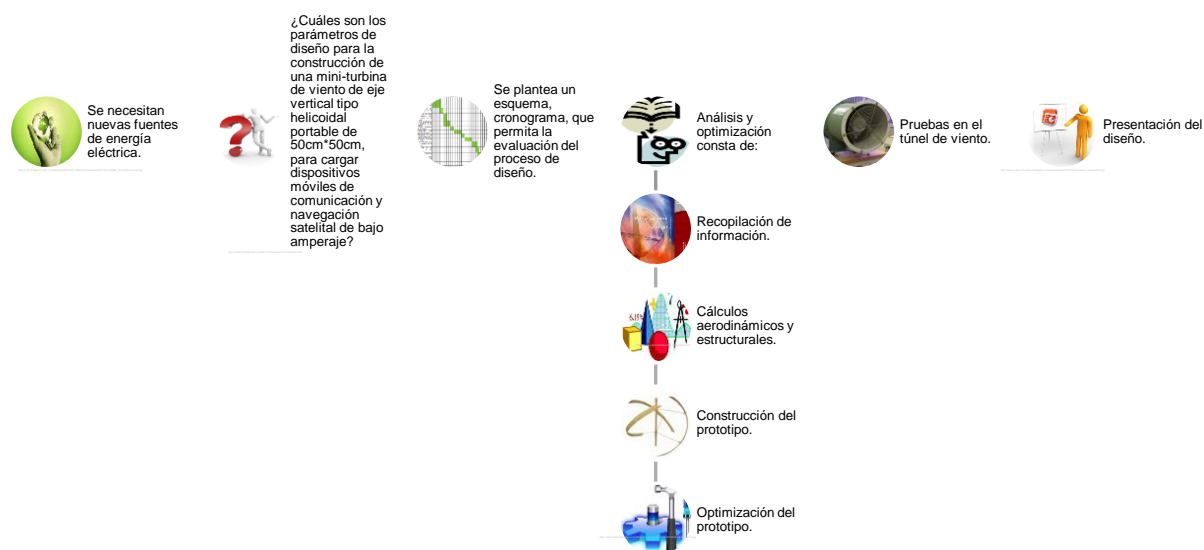 Se necesitan
nuevas fuentes
de energía
eléctrica.
¿Cuáles son los
parámetros de
diseño para la
construcción de
una mini-turbina
de viento de eje
vertical tipo
helicoidal
portable de
50cm*50cm,
para cargar
dispositivos
móviles de
comunicación y
navegación
satelital de bajo
amperaje?
Se plantea un
esquema,
cronograma, que
permita la
evaluación del
proceso de
diseño.
Análisis y
optimización
consta de:
Recopilación de
información.
Cálculos
aerodinámicos y
estructurales.
Construcción del
prototipo.
Optimización del
prototipo.
Pruebas en el
túnel de viento.
Presentación del
diseño.